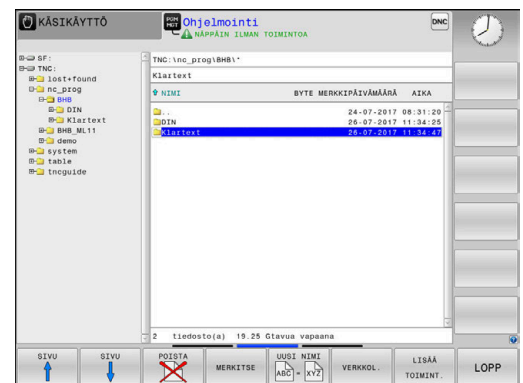 KÄSIKÄYTTÖ
PGM MGT
Ohjelmointi
NÄPPÄIN ILMAN TOIMINTOA
DNC
SF:
TNC:
lost+found
nc_prog
BHB
DIN
Klartext
BHB_ML11
demo
system
table
tncguide
TNC:\nc_prog\BHB\*
Klartext
NIMI BYTE MERKKIPÄIVÄMÄÄRÄ AIKA
.. 24-07-2017 08:31:20
DIN 26-07-2017 11:34:25
Klartext 26-07-2017 11:34:47
2 tiedosto(a) 19.25 Gtavua vapaana
SIVU
SIVU
POISTA
MERKITSE
UUSI NIMI
ABC = XYZ
VERKKOL.
LISÄÄ
TOIMINT.
LOPP